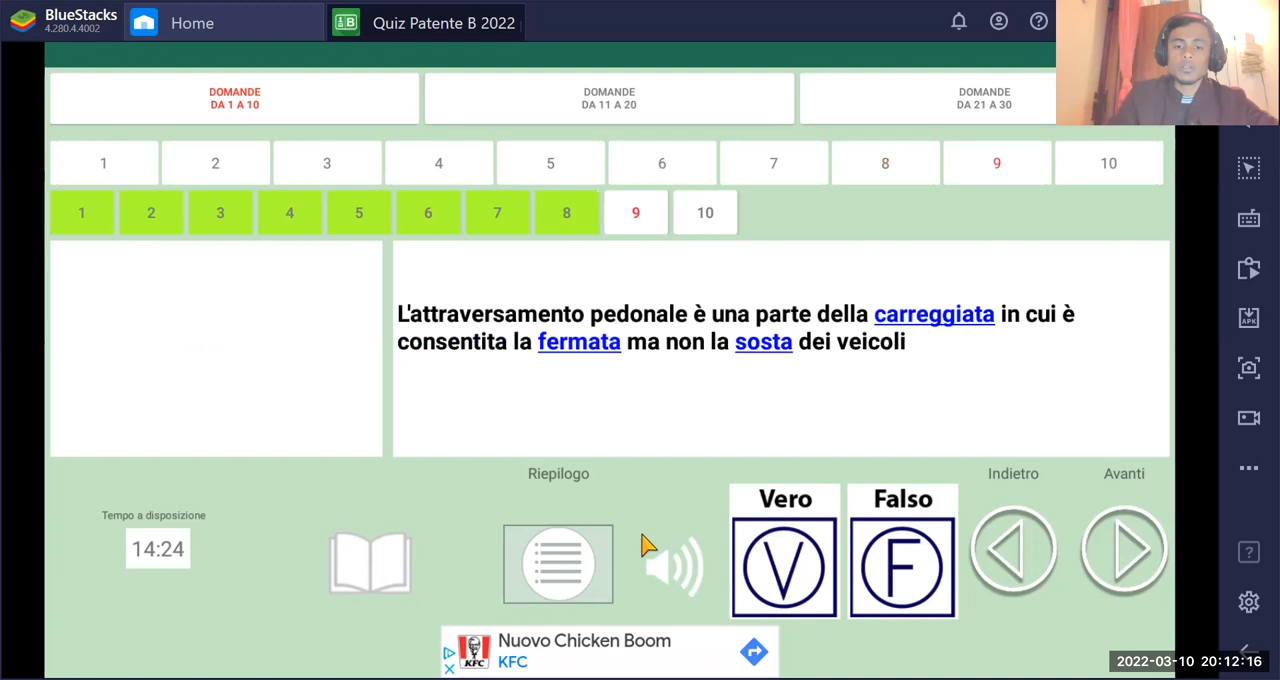 BlueStacks
4.280.4.4002
Home
B
Quiz Patente B 2022
DOMANDE
DA 1 A 10
DOMANDE
DA 11 A 20
DOMANDE
DA 21 A 30
1 2 3 4 5 6 7 8 9 10
1 2 3 4 5 6 7 8 9 10
L'attraversamento pedonale è una parte della carreggiata in cui è
consentita la fermata ma non la sosta dei veicoli
Riepilogo
Indietro
Avanti
Tempo a disposizione
14:24
Vero
V
Falso
F
APK
Nuovo Chicken Boom
KFC
KFC
2022-03-10 20:12:16